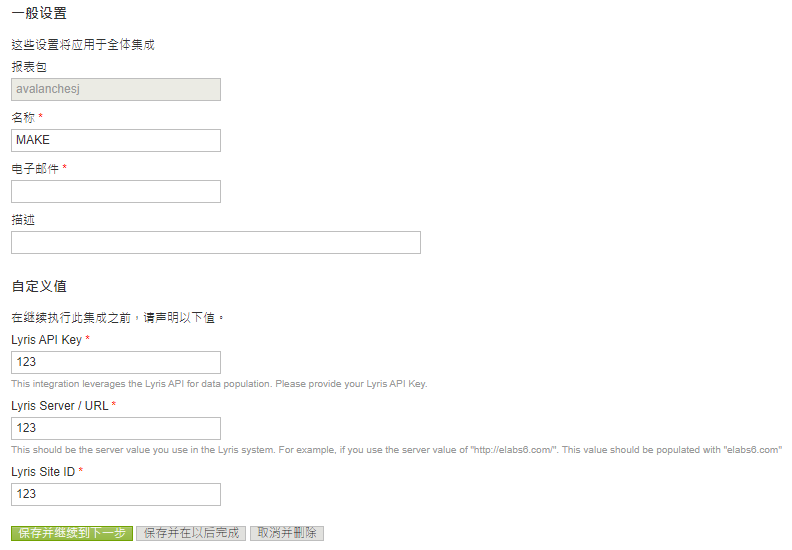 一般设置
这些设置将应用于全体集成
报表包
avalanchesj
名称 *
MAKE
电子邮件 *
描述
自定义值
在继续执行此集成之前，请声明以下值。
Lyris API Key *
123
This integration leverages the Lyris API for data population. Please provide your Lyris API Key.
Lyris Server / URL *
123
This should be the server value you use in the Lyris system. For example, if you use the server value of "http://elabs6.com/". This value should be populated with "elabs6.com"
Lyris Site ID *
123
保存并继续到下一步 保存并在以后完成 取消并删除